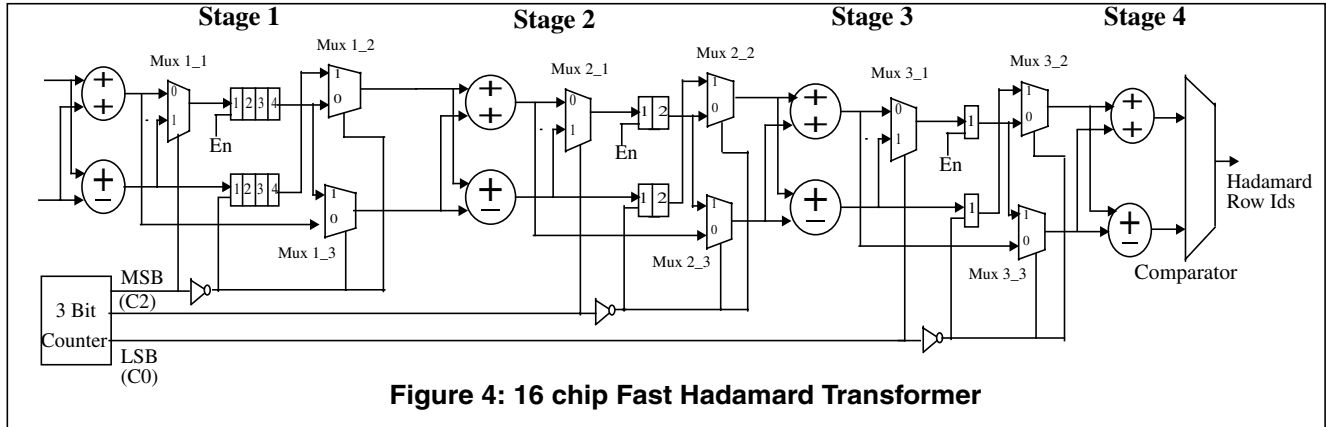 Stage 1
Stage 2
Stage 3
Stage 4
Mux 1_1
Mux 1_2
Mux 2_1
Mux 2_2
Mux 3_1
Mux 3_2
+
+
0
1
1 2 3 4
En
1
0
+
+
0
1
1 2
En
1
0
+
+
0
1
1
En
1
0
+
+
+
−
1 2 3 4
1
0
Mux 1_3
+
−
1 2
1
0
Mux 2_3
+
−
1
1
0
Mux 3_3
+
−
Hadamard
Row Ids
Comparator
3 Bit
Counter
MSB
(C2)
LSB
(C0)
Figure 4: 16 chip Fast Hadamard Transformer